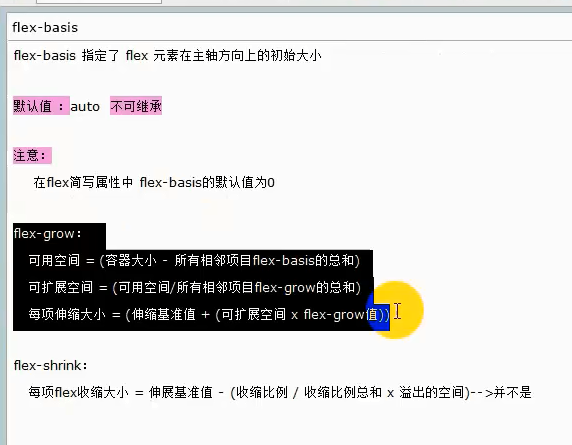 flex-basis
flex-basis 指定了 flex 元素在主轴方向上的初始大小
默认值 ：auto 不可继承
注意：
在flex简写属性中 flex-basis的默认值为0
flex-grow：
可用空间 = (容器大小 - 所有相邻项目flex-basis的总和)
可扩展空间 = (可用空间/所有相邻项目flex-grow的总和)
每项伸缩大小 = (伸缩基准值 + (可扩展空间 x flex-grow值))
flex-shrink：
每项flex收缩大小 = 伸展基准值 - (收缩比例 / 收缩比例总和 x 溢出的空间)-->并不是